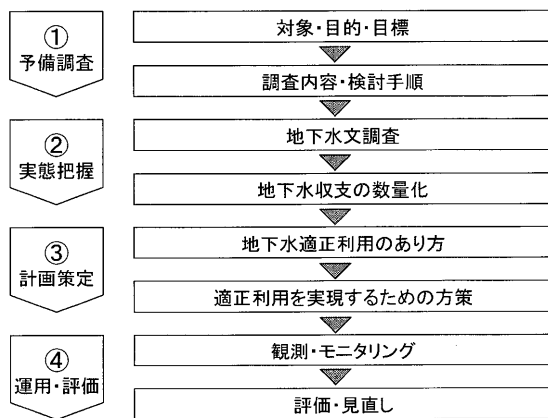 ①
予備調査
対象・目的・目標
調査内容・検討手順
②
実態把握
地下水文調査
地下水収支の数量化
③
計画策定
地下水適正利用のあり方
適正利用を実現するための方策
④
運用・評価
観測・モニタリング
評価・見直し